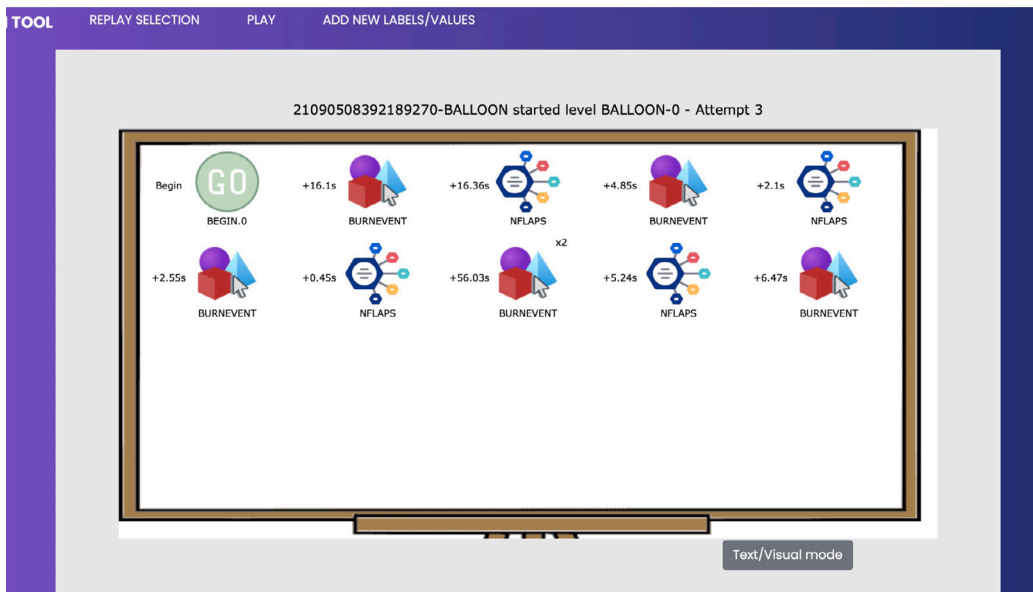 TOOL REPLAY SELECTION PLAY ADD NEW LABELS/VALUES
21090508392189270-BALLOON started level BALLOON-0 - Attempt 3
GO
Begin +16.1s +16.36s +4.85s +2.1s
BEGIN.0 BURNEVENT NFLAPS BURNEVENT NFLAPS
x2
+2.55s +0.45s +56.03s +5.24s +6.47s
BURNEVENT NFLAPS BURNEVENT NFLAPS BURNEVENT
Text/Visual mode